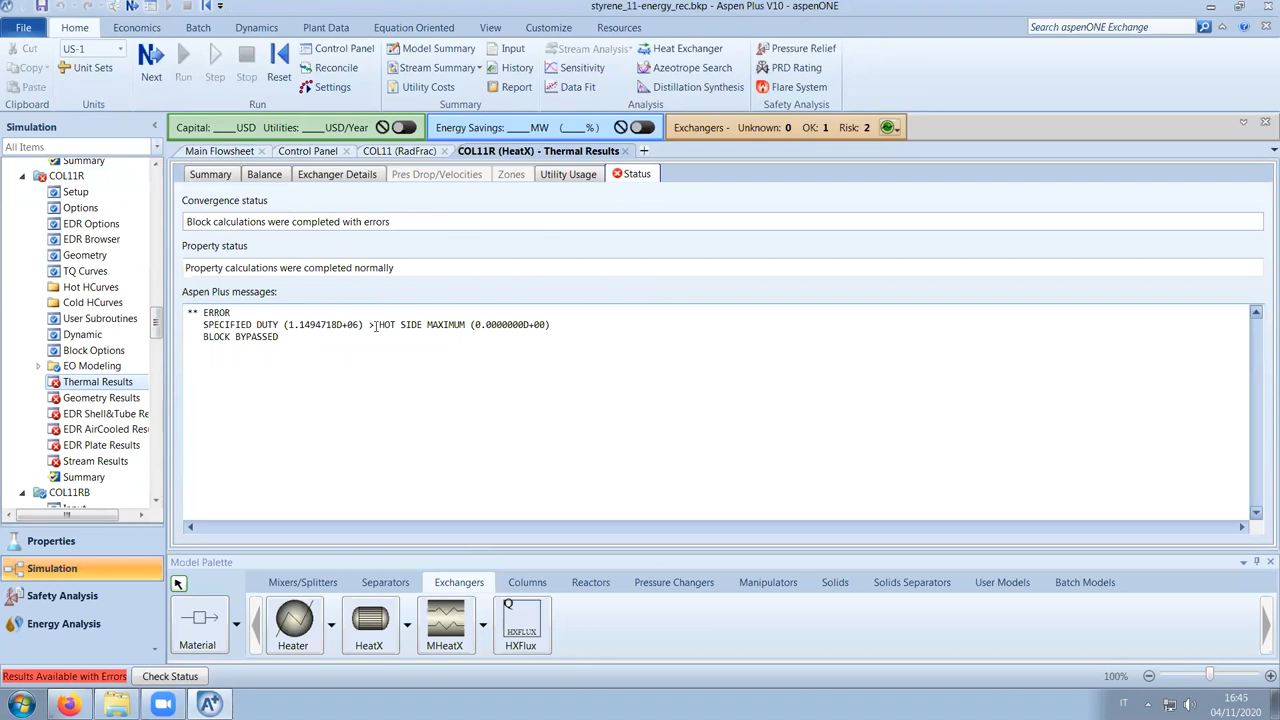 styrene_11-energy_rec.bkp - Aspen Plus V10 - aspenONE
File Home Economics Batch Dynamics Plant Data Equation Oriented View Customize Resources Search aspenONE Exchange
Cut US-1 Control Panel Model Summary Input Stream Analysis Heat Exchanger Pressure Relief
Copy Unit Sets Next Run Step Stop Reset Reconcile Stream Summary History Sensitivity Azeotrope Search PRD Rating
Paste Settings Utility Costs Report Data Fit Distillation Synthesis Flare System
Clipboard Units Run Summary Analysis Safety Analysis
Simulation
Capital: ____ USD Utilities: ____ USD/Year Energy Savings: ____ MW (____ %) Exchangers - Unknown: 0 OK: 1 Risk: 2
All Items
Main Flowsheet Control Panel COL11 (RadFrac) COL11R (HeatX) - Thermal Results
Summary
COL11R
Setup
Options
EDR Options
EDR Browser
Geometry
TQ Curves
Hot HCurves
Cold HCurves
User Subroutines
Dynamic
Block Options
EO Modeling
Thermal Results
Geometry Results
EDR Shell&Tube Re
EDR AirCooled Resu
EDR Plate Results
Stream Results
Summary
COL11RB
Input
Summary Balance Exchanger Details Pres Drop/Velocities Zones Utility Usage Status
Convergence status
Block calculations were completed with errors
Property status
Property calculations were completed normally
Aspen Plus messages:
** ERROR
SPECIFIED DUTY (1.1494718D+06) > HOT SIDE MAXIMUM (0.0000000D+00)
BLOCK BYPASSED
Properties
Simulation
Safety Analysis
Energy Analysis
Model Palette
Mixers/Splitters Separators Exchangers Columns Reactors Pressure Changers Manipulators Solids Solids Separators User Models Batch Models
Q
HXFLUX
Material Heater HeatX MHeatX HXFlux
Results Available with Errors Check Status 100%
IT 16:45
04/11/2020